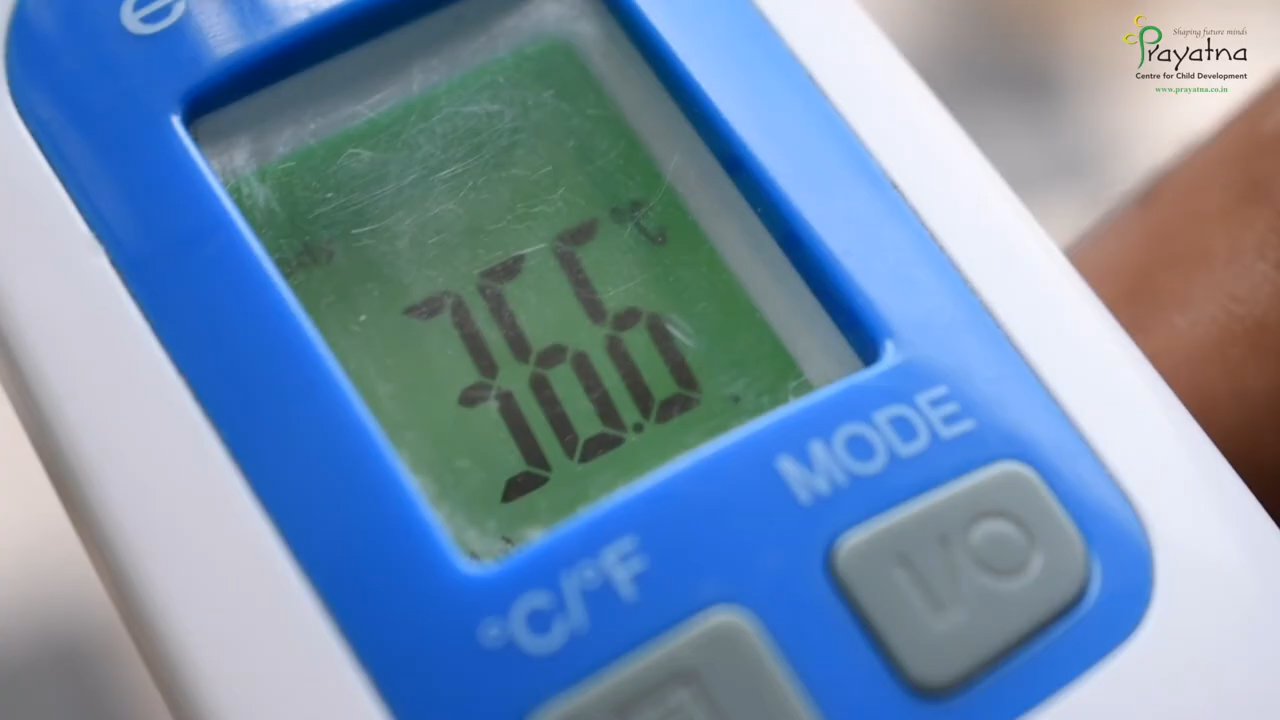 Shaping future minds
Prayatna
Centre for Child Development
www.prayatna.co.in
e
°C
36.6
MODE
°C/°F
I/O